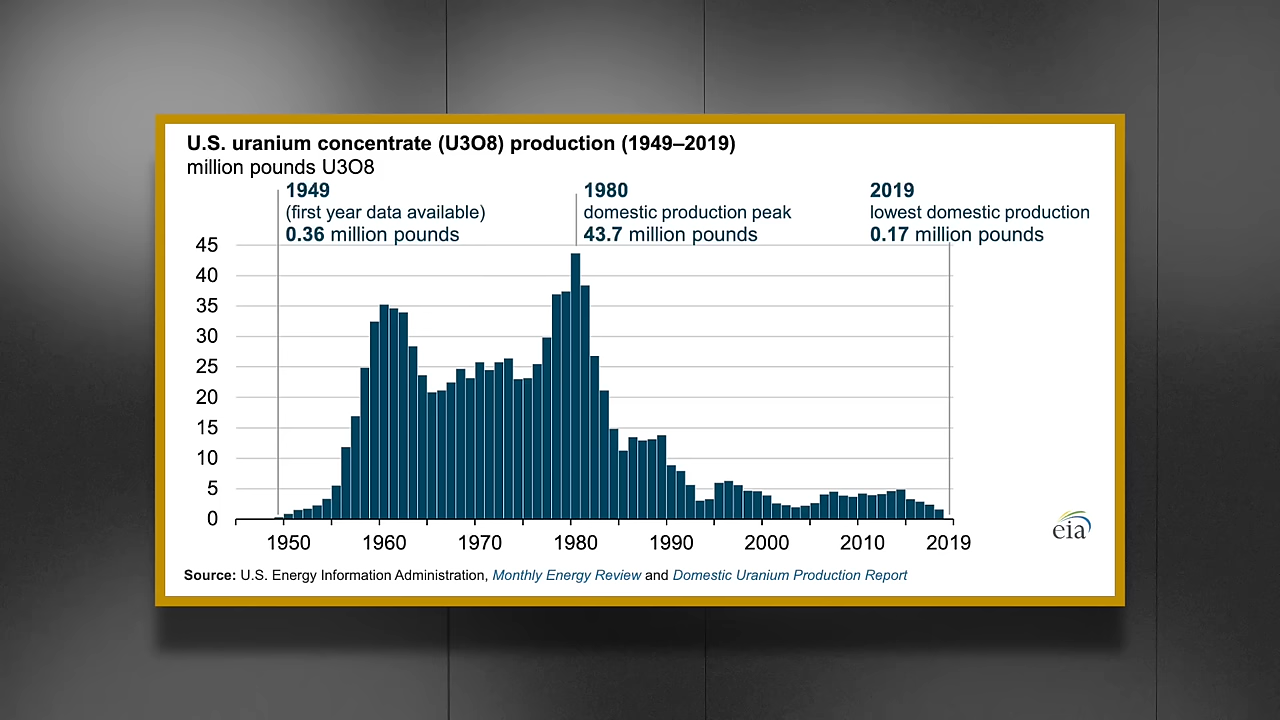 U.S. uranium concentrate (U3O8) production (1949–2019)
million pounds U3O8
1949
(first year data available)
0.36 million pounds
1980
domestic production peak
43.7 million pounds
2019
lowest domestic production
0.17 million pounds
45
40
35
30
25
20
15
10
5
0
1950 1960 1970 1980 1990 2000 2010 2019
eia
Source: U.S. Energy Information Administration, Monthly Energy Review and Domestic Uranium Production Report